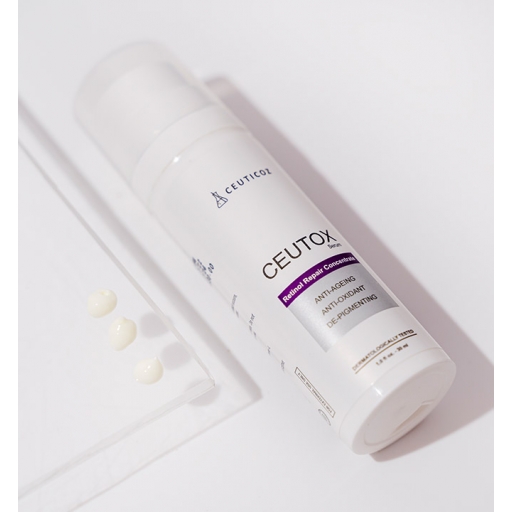 CEUTICOZ
CEUTOX
Serum
Retinol Repair Concentrate
ANTI-AGEING
ANTI-OXIDANT
DE-PIGMENTING
DERMATOLOGICALLY TESTED